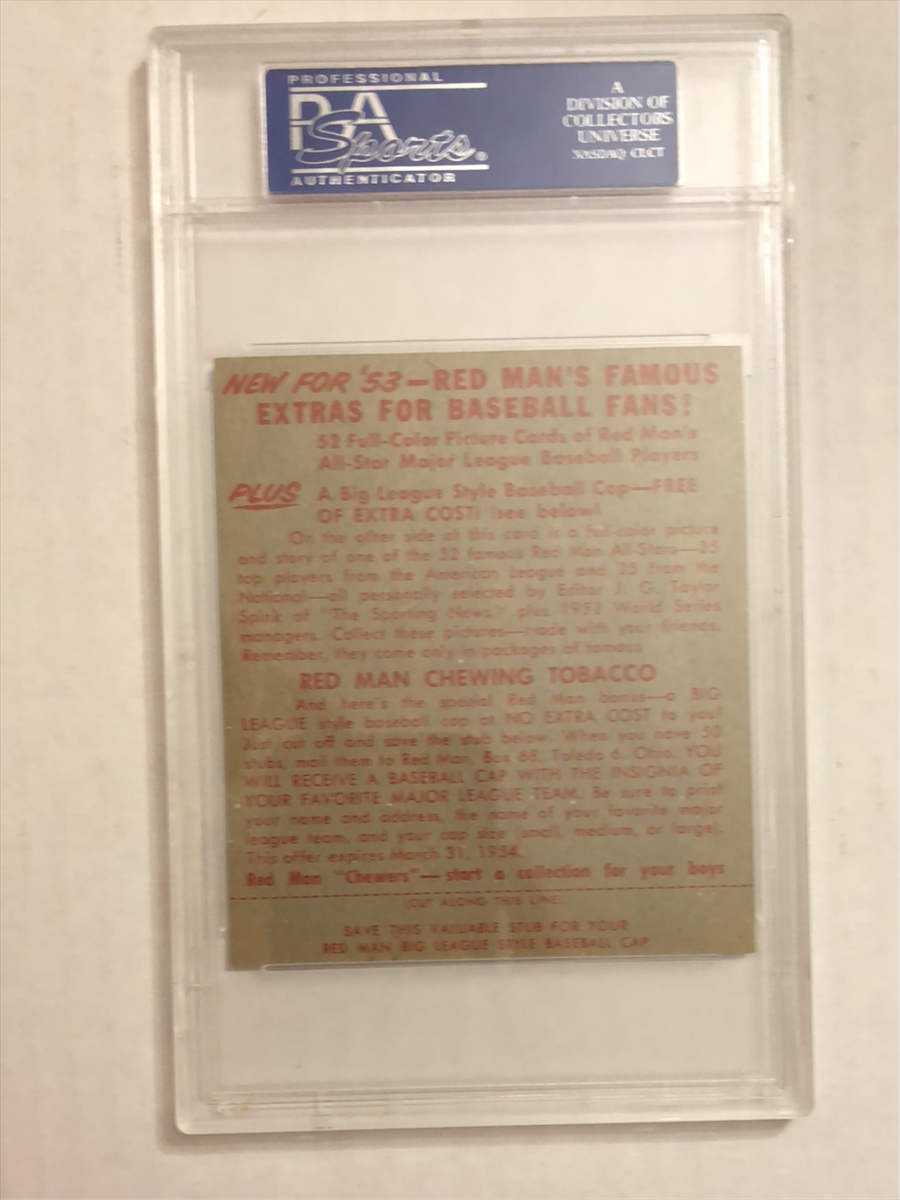 PROFESSIONAL
PSA
Sports®
AUTHENTICATOR
A
DIVISION OF
COLLECTORS
UNIVERSE
NASDAQ CLCT
NEW FOR '53—RED MAN'S FAMOUS
EXTRAS FOR BASEBALL FANS!
52 Full-Color Picture Cards of Red Man's
All-Star Major League Baseball Players
PLUS A Big League Style Baseball Cap—FREE
OF EXTRA COST! (see below)
On the other side of this card is a full-color picture
and story of one of the 52 famous Red Man All-Stars—25
top players from the American League and 25 from the
National—all personally selected by Editor J. G. Taylor
Spink of "The Sporting News," plus 1952 World Series
managers. Collect these pictures—trade with your friends.
Remember, they come only in packages of famous
RED MAN CHEWING TOBACCO
And here's the special Red Man bonus—a BIG
LEAGUE style baseball cap at NO EXTRA COST to you!
Just cut off and save the stub below. When you have 50
stubs, mail them to Red Man, Box 68, Toledo 6, Ohio. YOU
WILL RECEIVE A BASEBALL CAP WITH THE INSIGNIA OF
YOUR FAVORITE MAJOR LEAGUE TEAM. Be sure to print
your name and address, the name of your favorite major
league team, and your cap size (small, medium, or large).
This offer expires March 31, 1954.
Red Man "Chewers"—start a collection for your boys
(CUT ALONG THIS LINE)
SAVE THIS VALUABLE STUB FOR YOUR
RED MAN BIG LEAGUE STYLE BASEBALL CAP